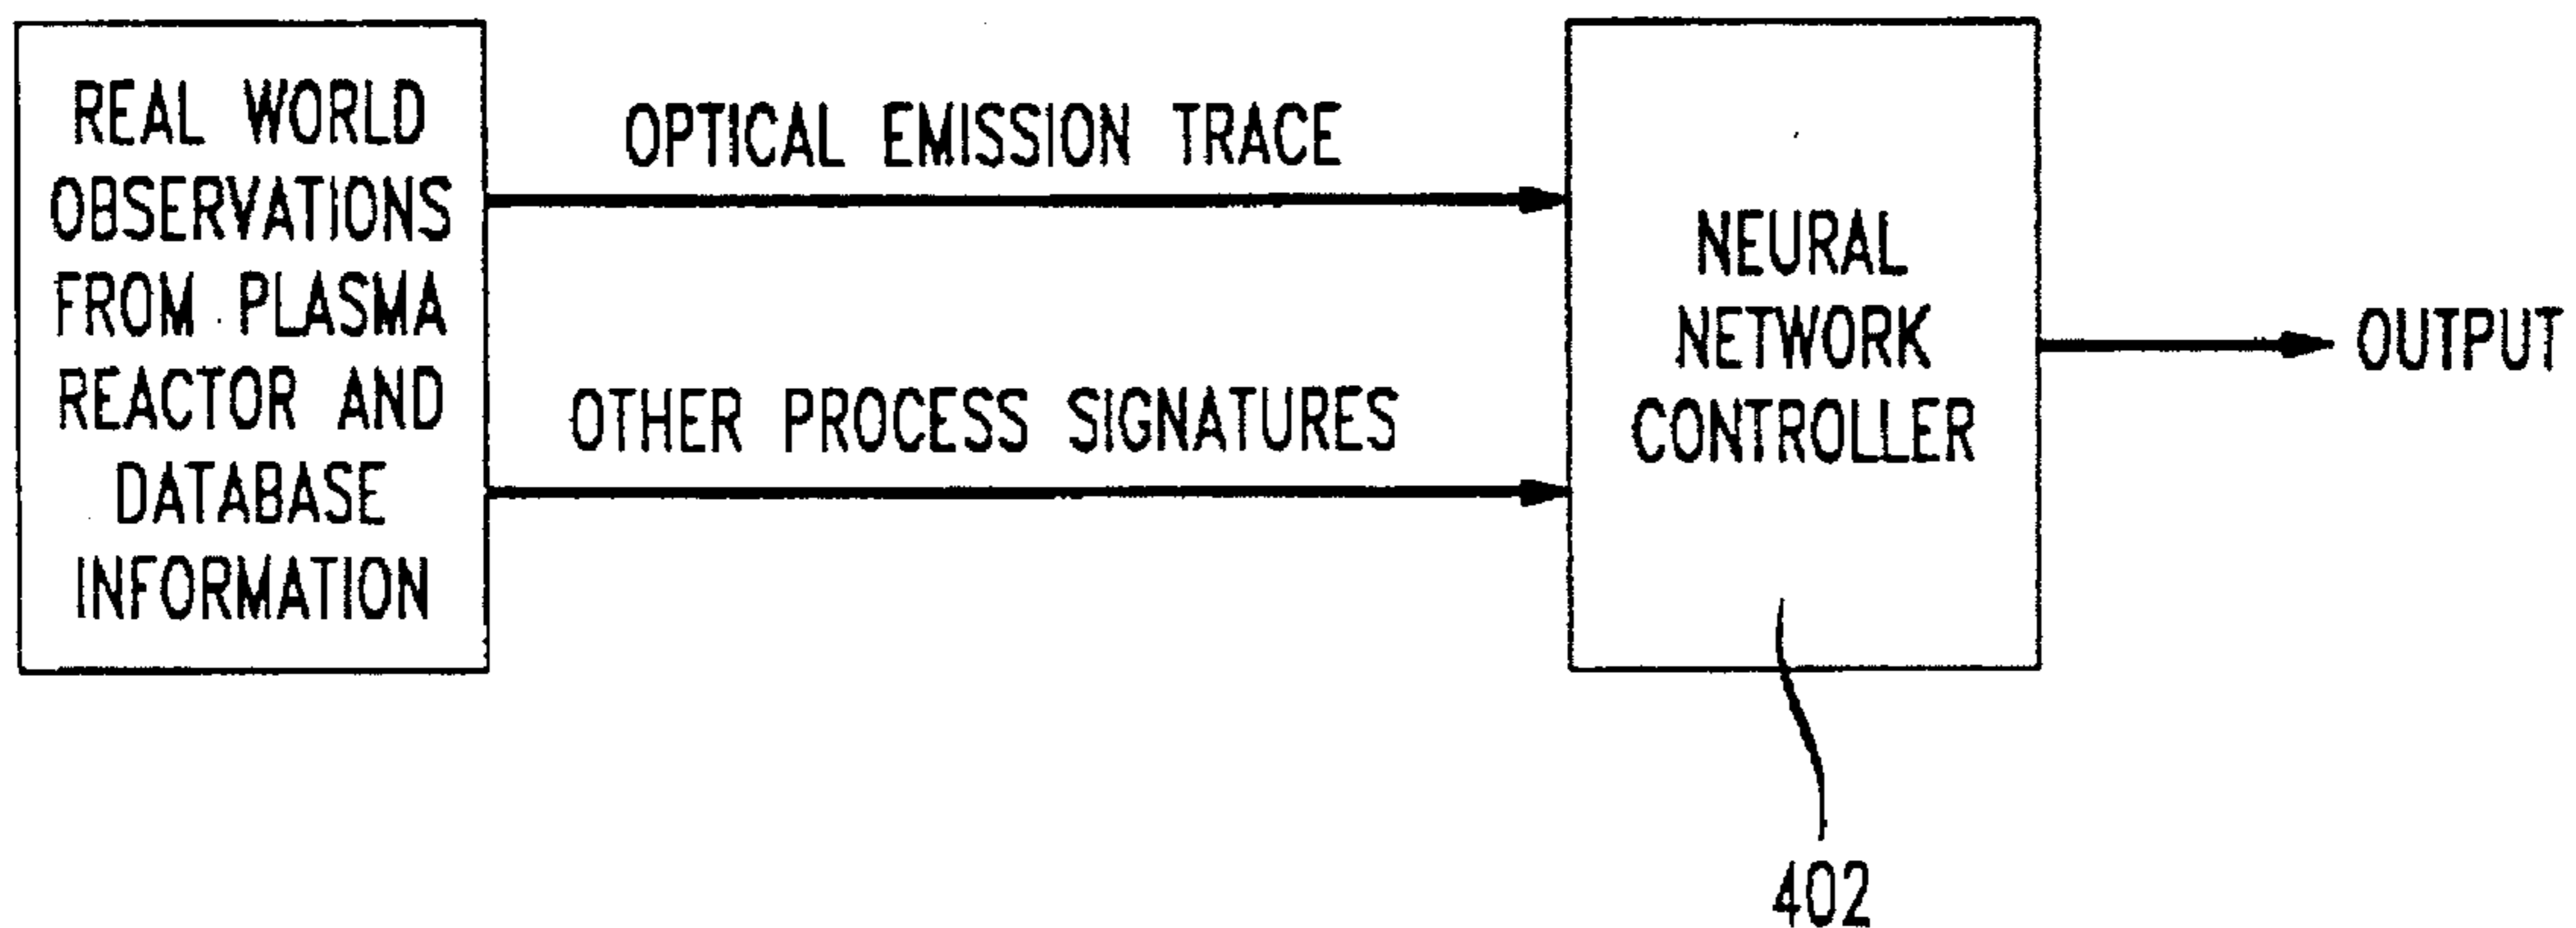 REAL WORLD
OBSERVATIONS
FROM PLASMA
REACTOR AND
DATABASE
INFORMATION
OPTICAL EMISSION TRACE
OTHER PROCESS SIGNATURES
NEURAL
NETWORK
CONTROLLER
OUTPUT
402